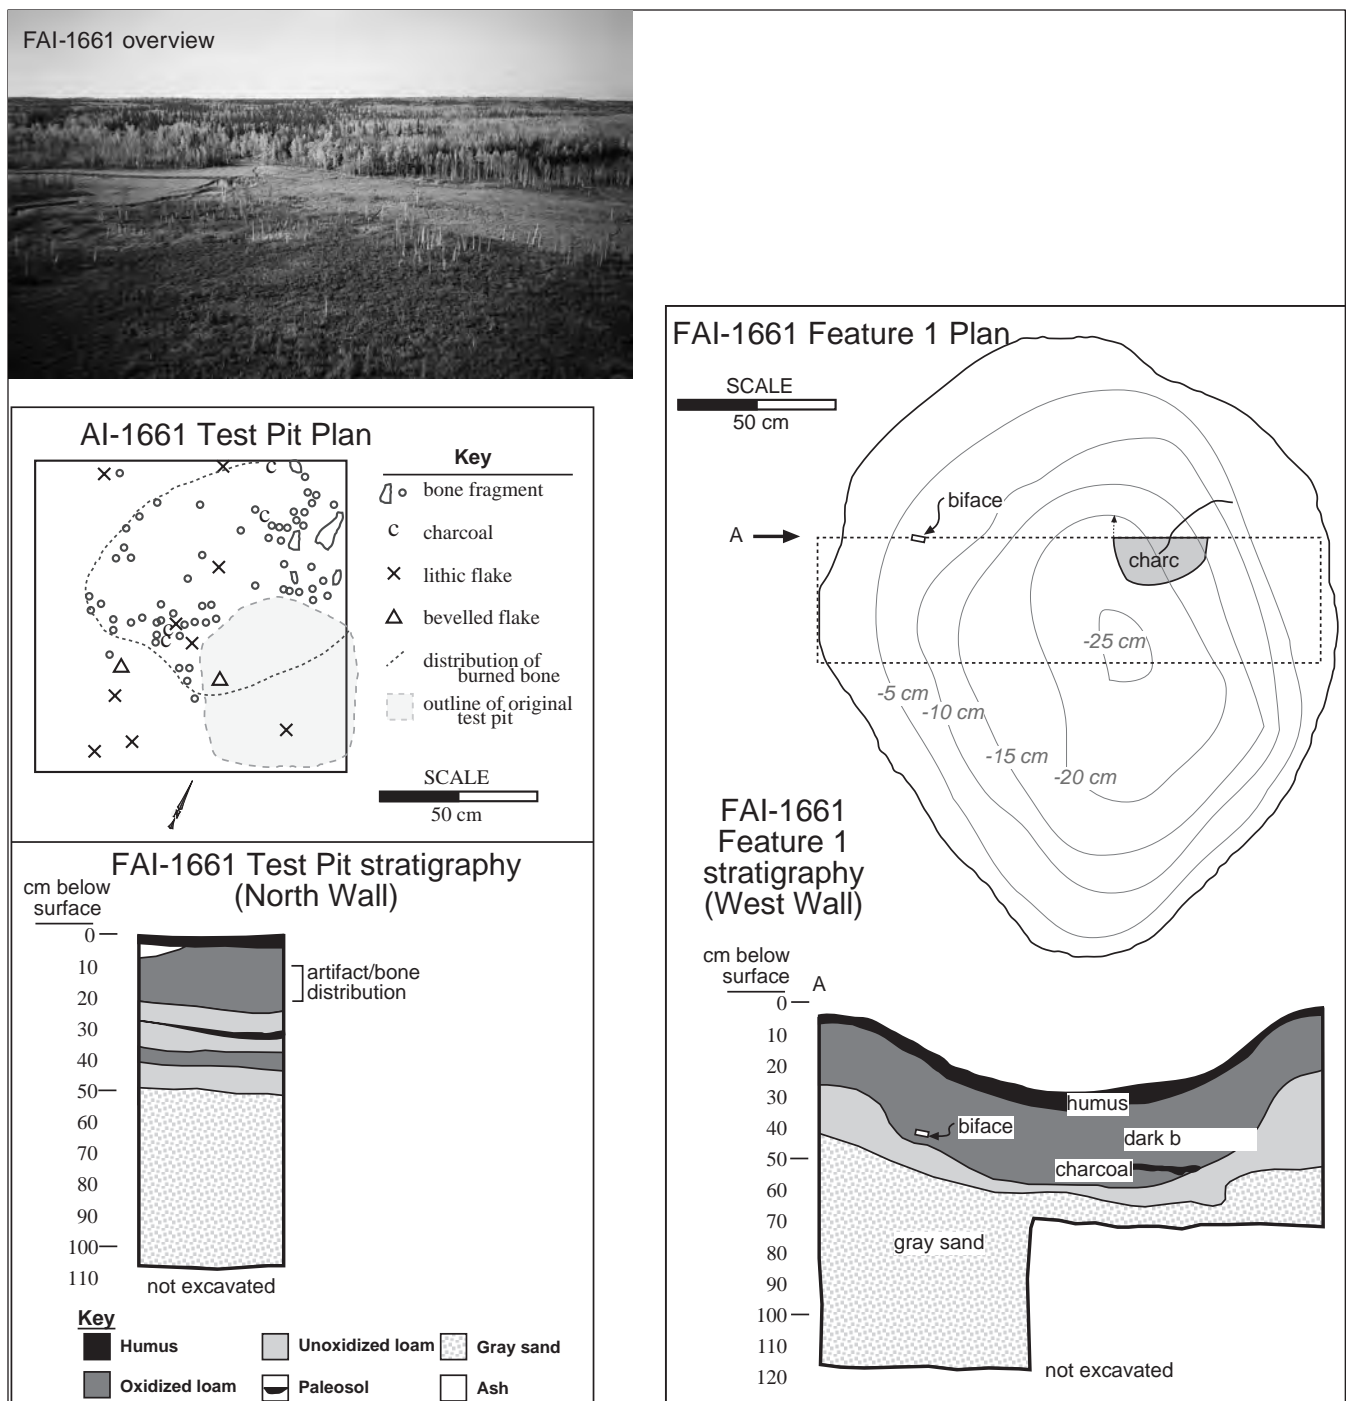 FAI-1661 overview
AI-1661 Test Pit Plan
Key
bone fragment
c charcoal
lithic flake
bevelled flake
distribution of
burned bone
outline of original
test pit
SCALE
50 cm
c
c
c
c
FAI-1661 Test Pit stratigraphy
(North Wall)
cm below
surface
0
10
20
30
40
50
60
70
80
90
100
110
artifact/bone
distribution
not excavated
Key
Humus
Unoxidized loam
Gray sand
Oxidized loam
Paleosol
Ash
FAI-1661 Feature 1 Plan
SCALE
50 cm
biface
A
charc
-25 cm
-5 cm
-10 cm
-15 cm
-20 cm
FAI-1661
Feature 1
stratigraphy
(West Wall)
cm below
surface
A
0
10
20
30
40
50
60
70
80
90
100
110
120
humus
biface
dark b
charcoal
gray sand
not excavated